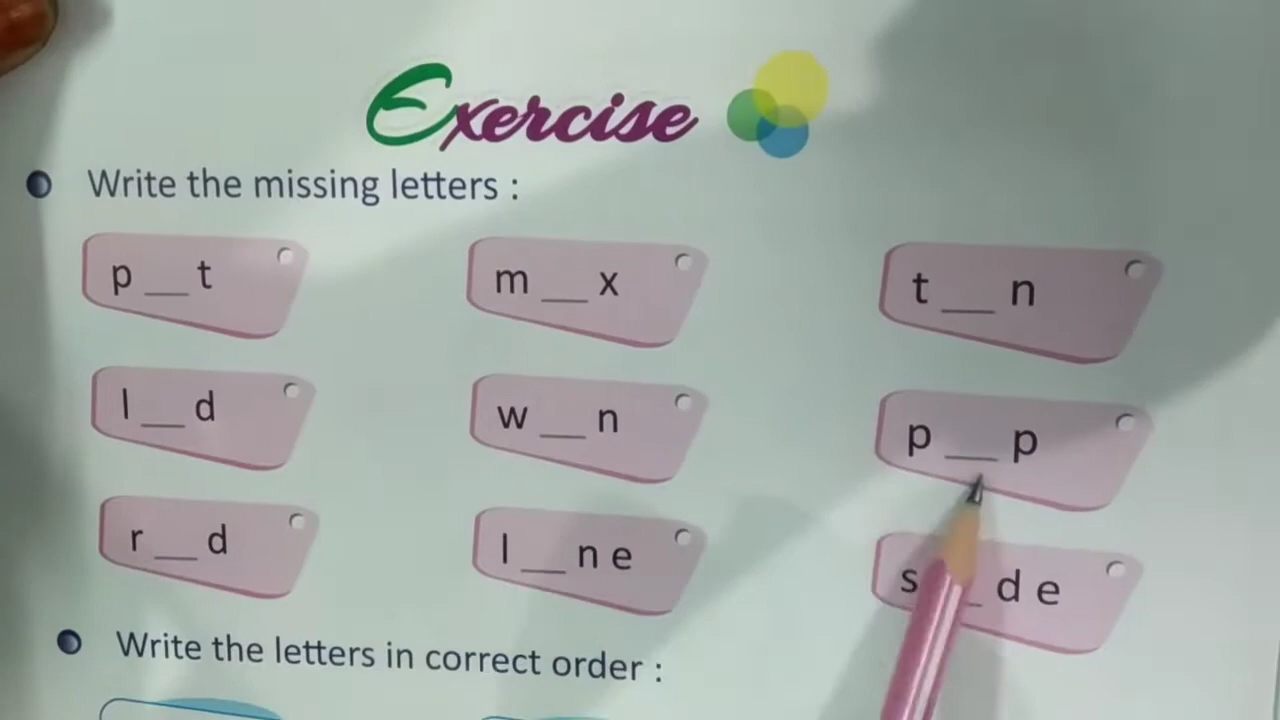 Exercise
Write the missing letters :
p __ t
m __ x
t __ n
l __ d
w __ n
p __ p
r __ d
l __ n e
s __ d e
Write the letters in correct order :